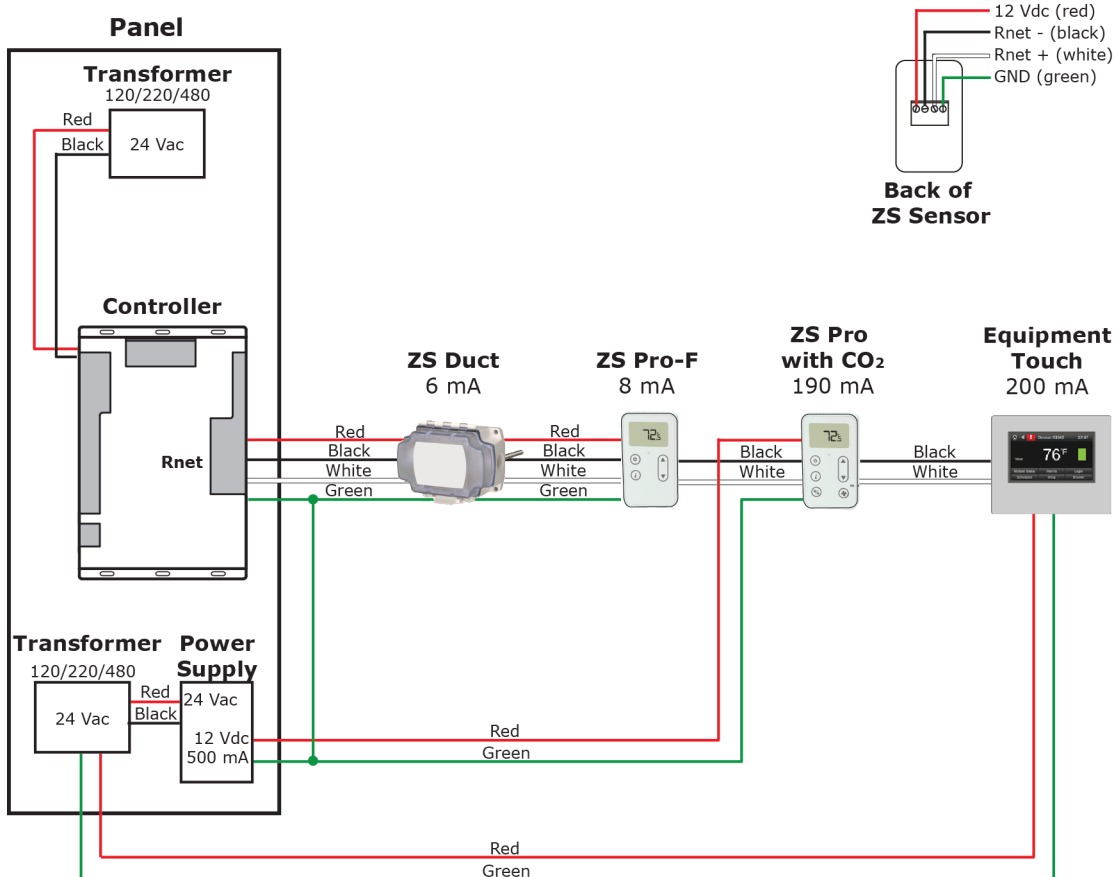 Panel
Transformer
120/220/480
Red
Black
24 Vac
12 Vdc (red)
Rnet - (black)
Rnet + (white)
GND (green)
Back of
ZS Sensor
Controller
Rnet
ZS Duct
6 mA
ZS Pro-F
8 mA
ZS Pro
with CO₂
190 mA
Equipment
Touch
200 mA
Red
Black
White
Green
Red
Black
White
Green
Black
White
Black
White
72
72
76°F
Transformer
120/220/480
24 Vac
Red
Black
Power
Supply
24 Vac
12 Vdc
500 mA
Red
Green
Red
Green